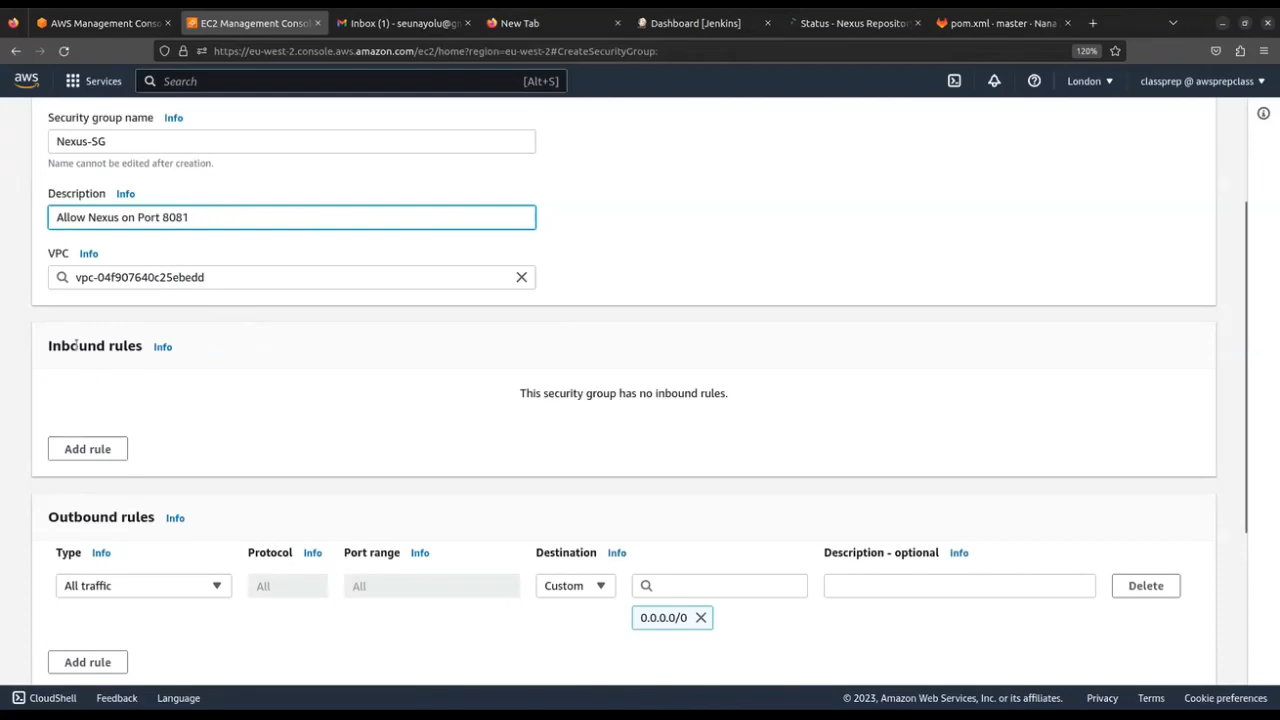 AWS Management Conso
EC2 Management Consol
Inbox (1) - seunayolu@gm
New Tab
Dashboard [Jenkins]
Status - Nexus Reposito
pom.xml · master · Nana
https://eu-west-2.console.aws.amazon.com/ec2/home?region=eu-west-2#CreateSecurityGroup:
120%
aws
Services
Search
[Alt+S]
London
classprep @ awsprepclass
Security group name Info
Nexus-SG
Name cannot be edited after creation.
Description Info
Allow Nexus on Port 8081
VPC Info
vpc-04f907640c25ebedd
Inbound rules Info
This security group has no inbound rules.
Add rule
Outbound rules Info
Type Info Protocol Info Port range Info Destination Info Description - optional Info
All traffic All All Custom Delete
0.0.0.0/0
Add rule
CloudShell Feedback Language © 2023, Amazon Web Services, Inc. or its affiliates. Privacy Terms Cookie preferences